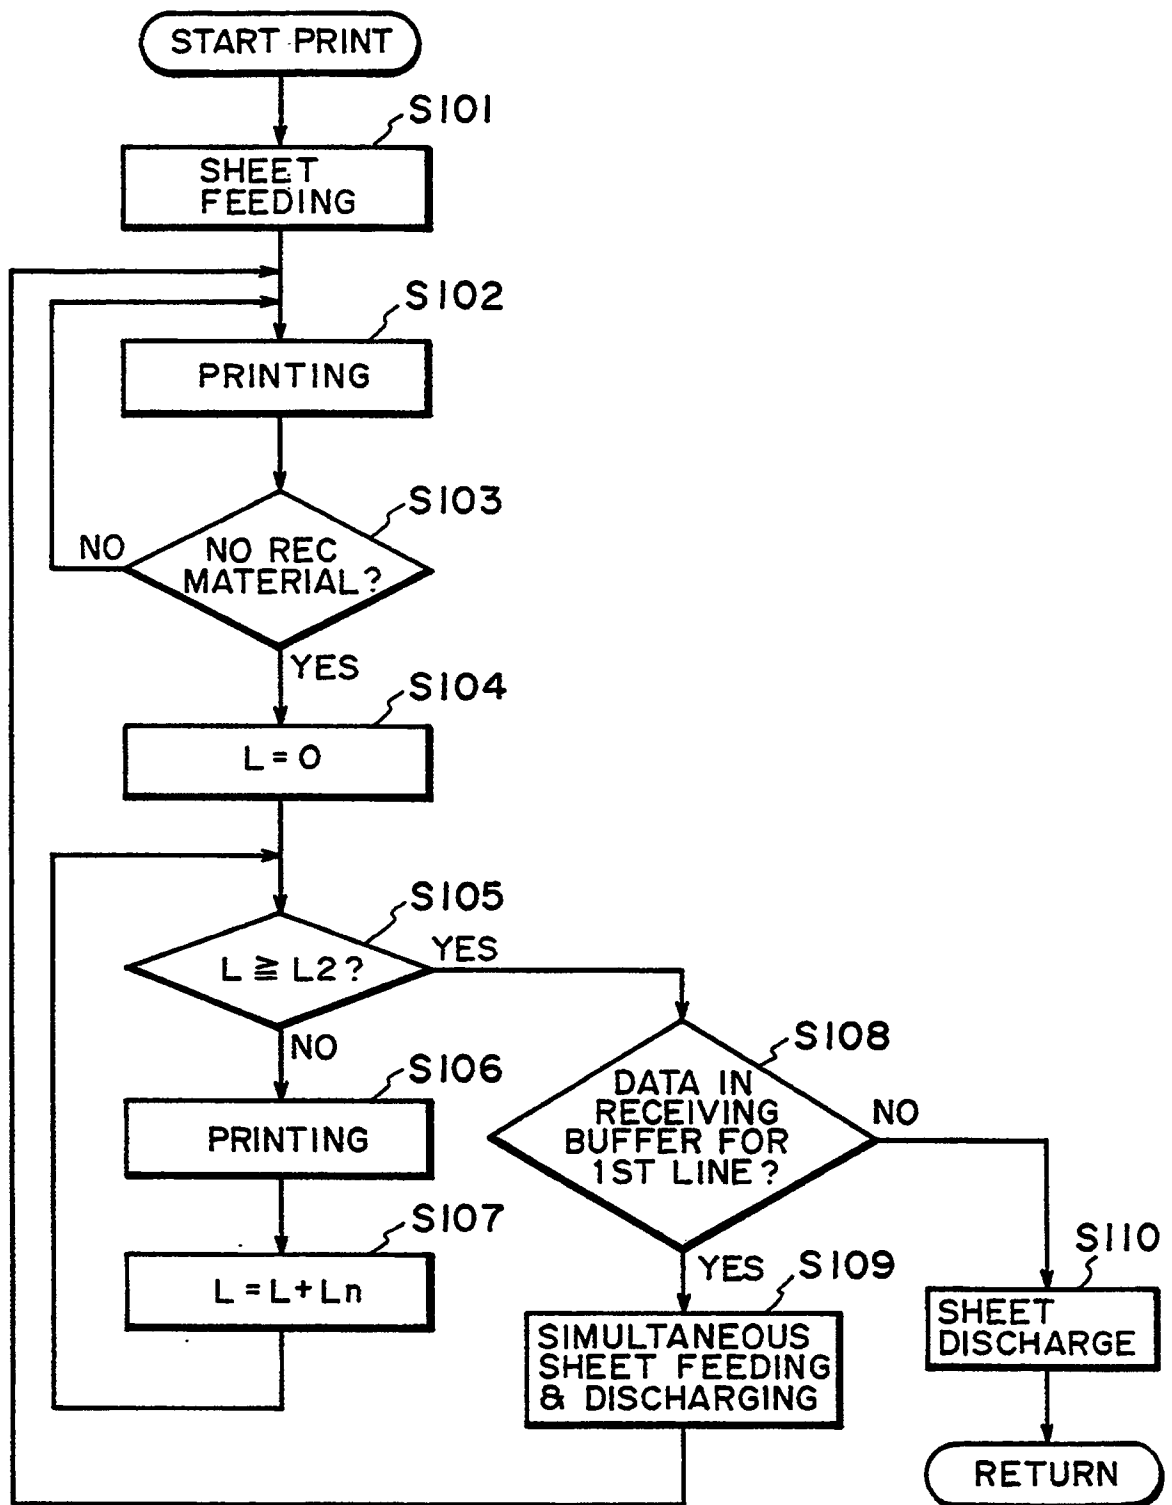 START PRINT
S101
SHEET
FEEDING
S102
PRINTING
S103
NO
NO REC
MATERIAL?
YES
S104
L = 0
S105
YES
L ≧ L2?
NO
S106
PRINTING
S107
L = L + Ln
S108
DATA IN
RECEIVING
BUFFER FOR
1ST LINE?
NO
YES
S109
SIMULTANEOUS
SHEET FEEDING
& DISCHARGING
S110
SHEET
DISCHARGE
RETURN